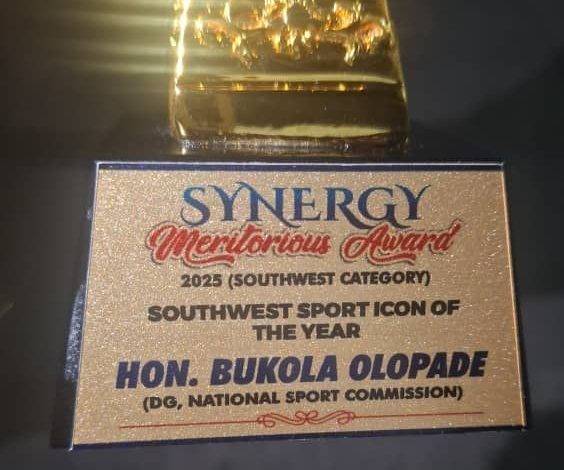 SYNERGY
Meritorious Award
2025 (SOUTHWEST CATEGORY)
SOUTHWEST SPORT ICON OF
THE YEAR
HON. BUKOLA OLOPADE
(DG, NATIONAL SPORT COMMISSION)